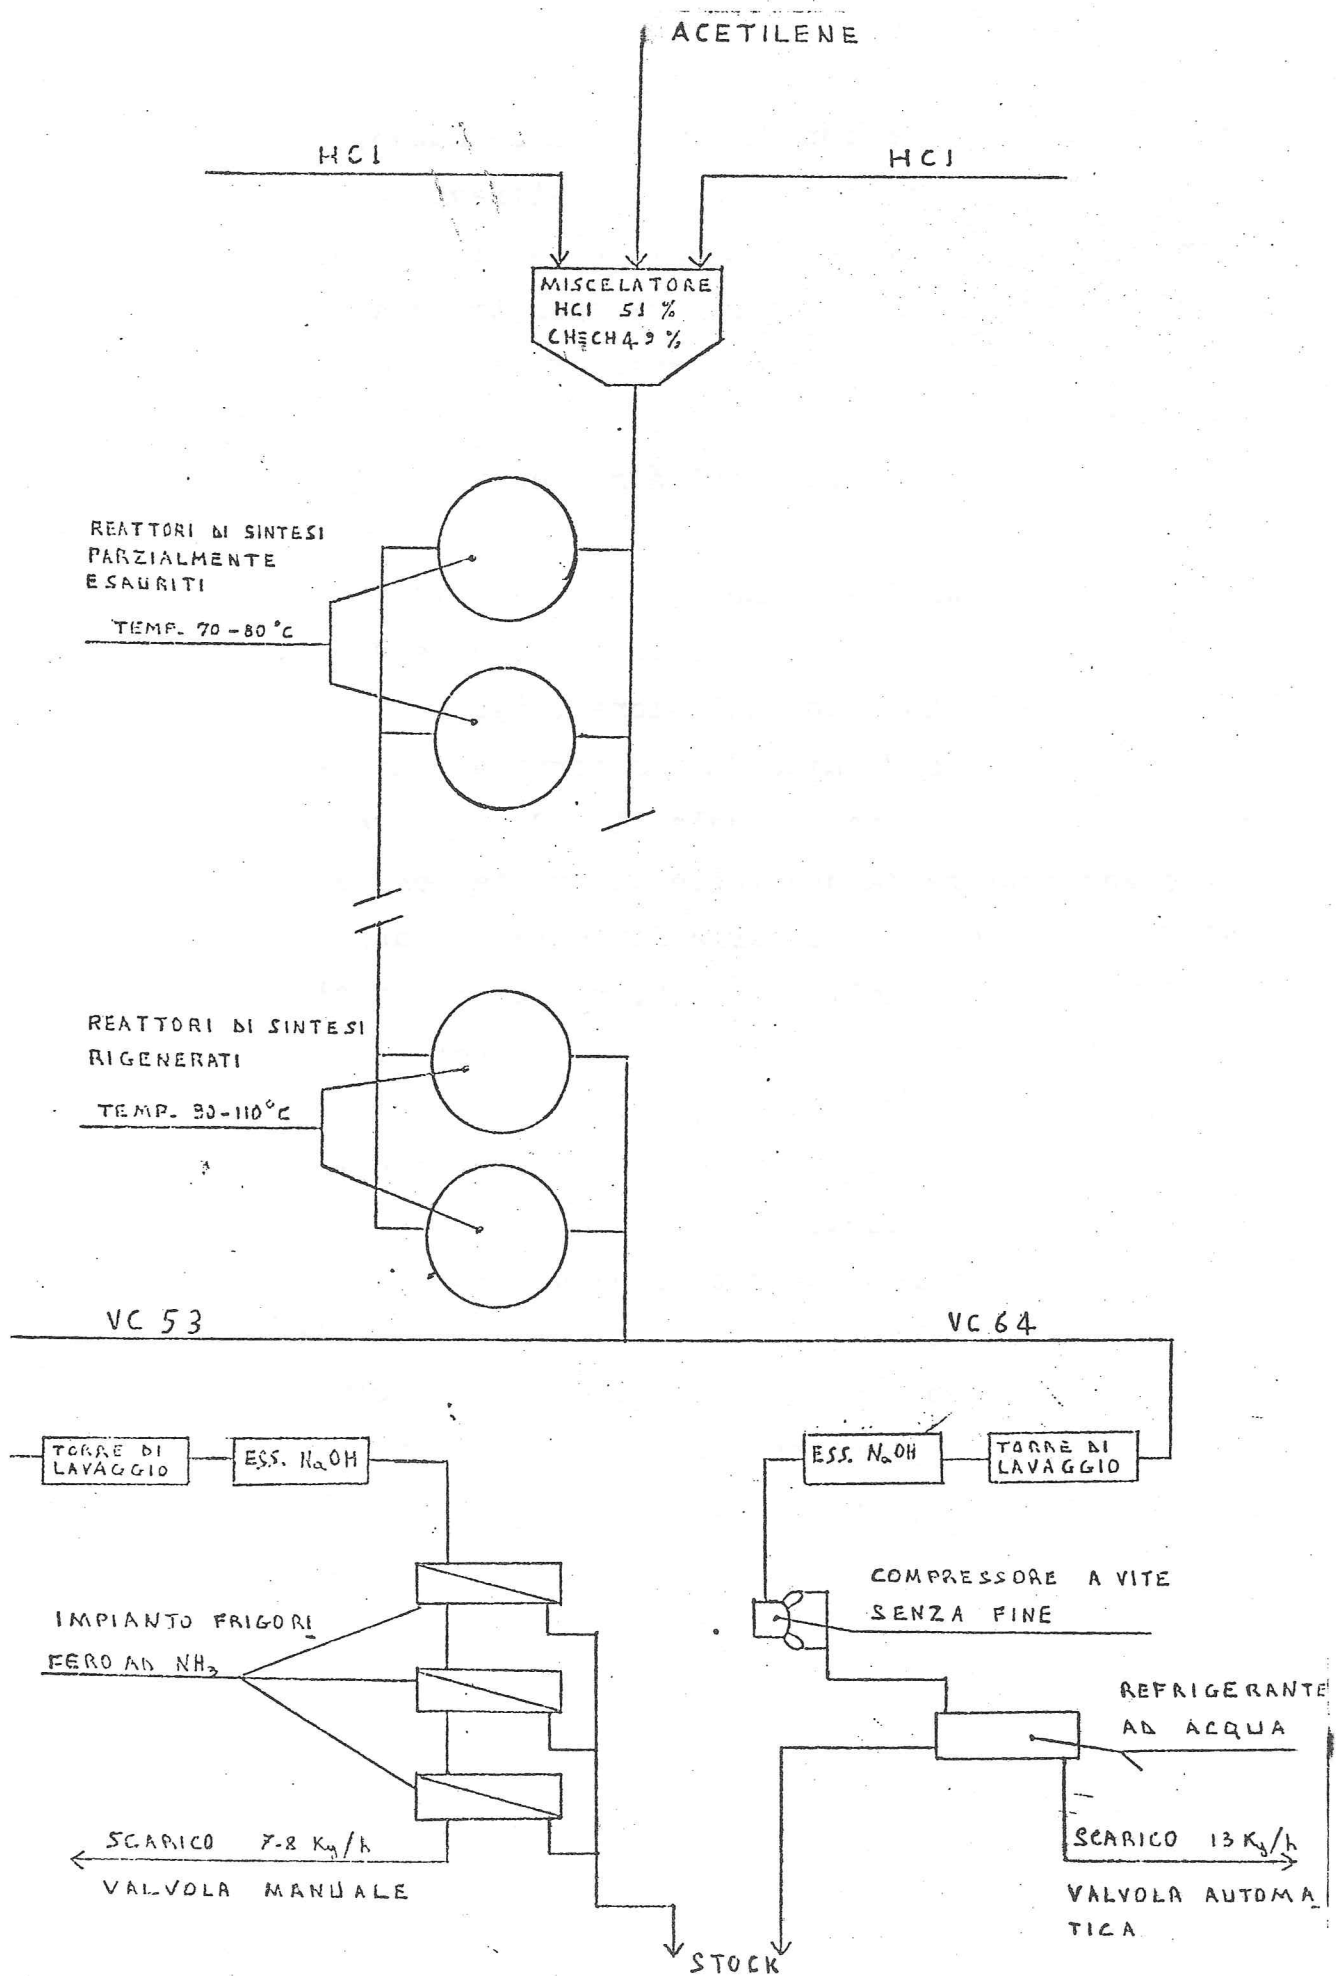 ACETILENE
HCl
HCl
MISCELATORE
HCl 51 %
CH≡CH 49 %
REATTORI DI SINTESI
PARZIALMENTE
ESAURITI
TEMP. 70-80°C
REATTORI DI SINTESI
RIGENERATI
TEMP. 90-110°C
VC 53
VC 64
TORRE DI
LAVAGGIO
ESS. NaOH
ESS. NaOH
TORRE DI
LAVAGGIO
COMPRESSORE A VITE
SENZA FINE
IMPIANTO FRIGORI
FERO AD NH3
REFRIGERANTE
AD ACQUA
SCARICO 7-8 Kg/h
VALVOLA MANUALE
SCARICO 13 Kg/h
VALVOLA AUTOMA_
TICA
STOCK